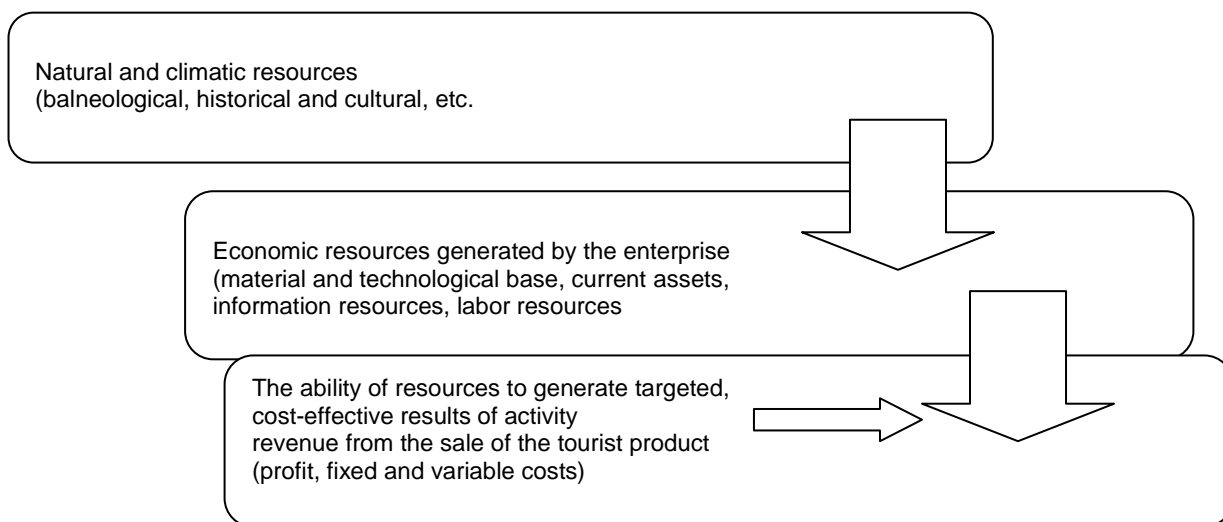 Natural and climatic resources
(balneological, historical and cultural, etc.
Economic resources generated by the enterprise
(material and technological base, current assets,
information resources, labor resources
The ability of resources to generate targeted,
cost-effective results of activity
revenue from the sale of the tourist product
(profit, fixed and variable costs)